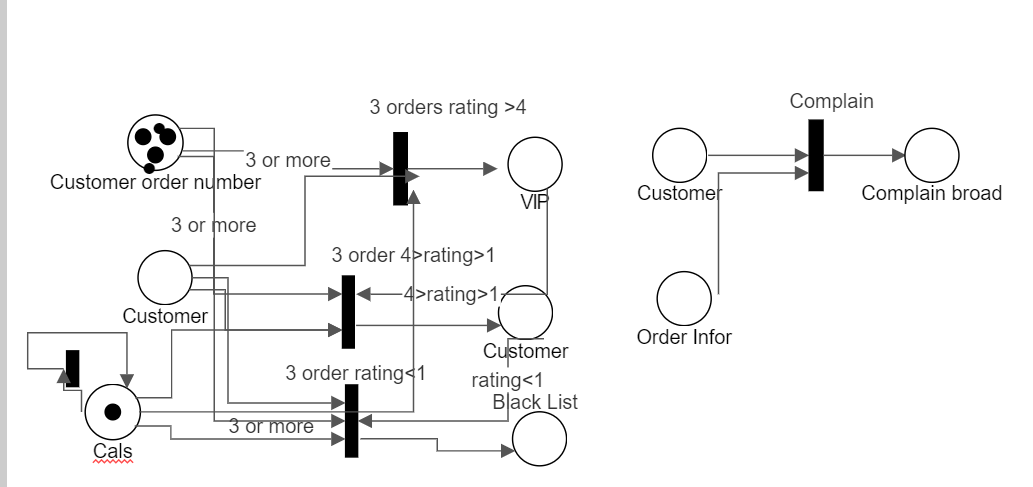 3 orders rating >4
Complain
3 or more
Customer order number
Customer
VIP
Complain broad
3 or more
3 order 4>rating>1
4>rating>1
Customer
Customer
Order Infor
3 order rating<1
rating<1
Black List
3 or more
Cals